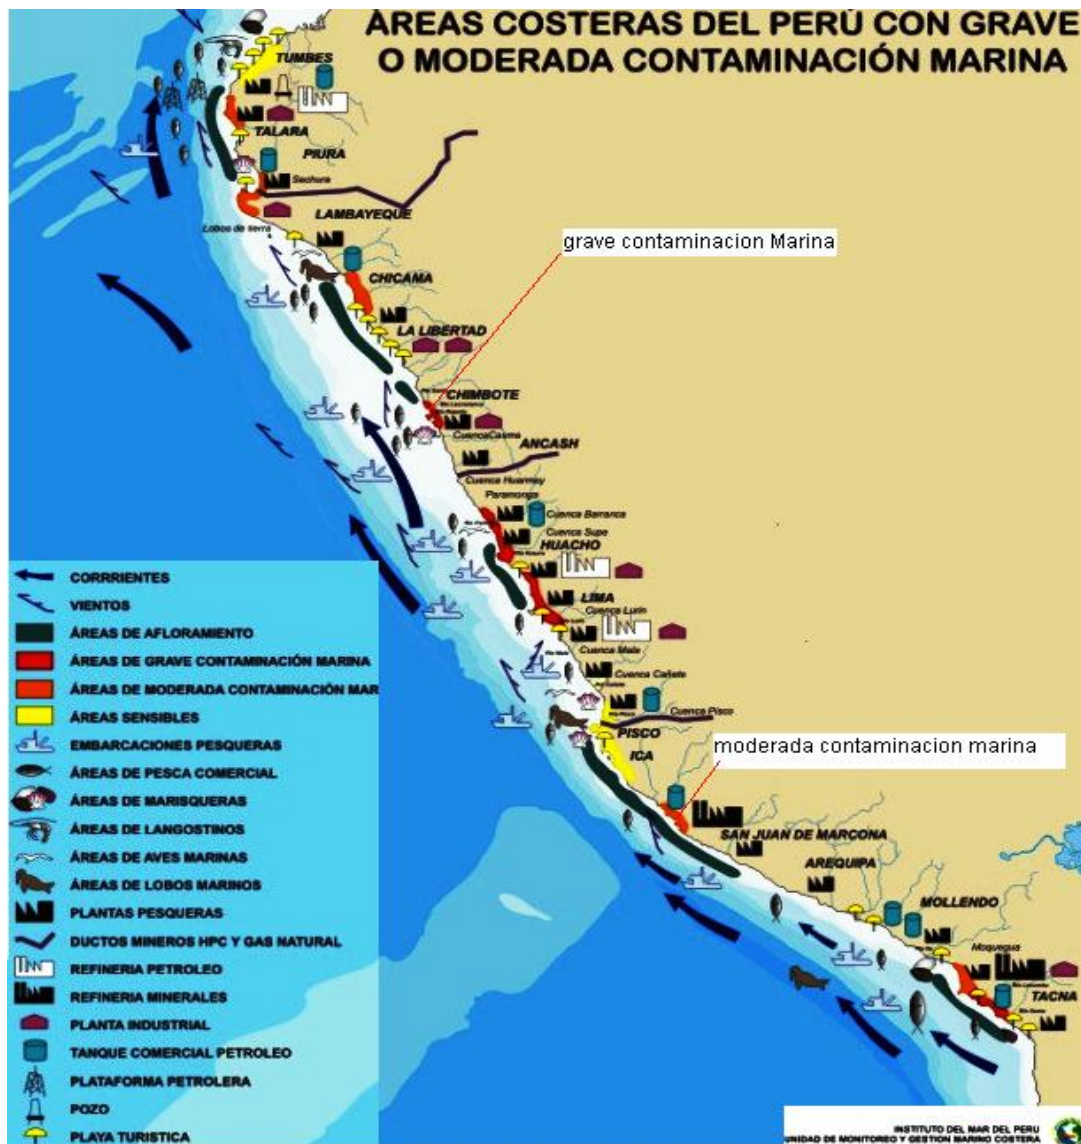 ÁREAS COSTERAS DEL PERÚ CON GRAVE
O MODERADA CONTAMINACIÓN MARINA
TUMBES
TALARA
PIURA
Sechura
LAMBAYEQUE
Lobos de tierra
grave contaminacion Marina
CHICAMA
LA LIBERTAD
CHIMBOTE
CuencaCasma
ANCASH
Cuenca Huarmey
Paramonga
Cuenca Barranca
Cuenca Supe
HUACHO
LIMA
Cuenca Lurin
Cuenca Mala
Cuenca Cañete
Cuenca Pisco
PISCO
ICA
moderada contaminacion marina
SAN JUAN DE MARCONA
AREQUIPA
MOLLENDO
Moquegua
TACNA
CORRRIENTES
VIENTOS
ÁREAS DE AFLORAMIENTO
ÁREAS DE GRAVE CONTAMINACIÓN MARINA
ÁREAS DE MODERADA CONTAMINACIÓN MAR
ÁREAS SENSIBLES
EMBARCACIONES PESQUERAS
ÁREAS DE PESCA COMERCIAL
ÁREAS DE MARISQUERAS
ÁREAS DE LANGOSTINOS
ÁREAS DE AVES MARINAS
ÁREAS DE LOBOS MARINOS
PLANTAS PESQUERAS
DUCTOS MINEROS HPC Y GAS NATURAL
REFINERIA PETROLEO
REFINERIA MINERALES
PLANTA INDUSTRIAL
TANQUE COMERCIAL PETROLEO
PLATAFORMA PETROLERA
POZO
PLAYA TURISTICA
INSTITUTO DEL MAR DEL PERU
UNIDAD DE MONITOREO Y GESTION MARINO COSTERA